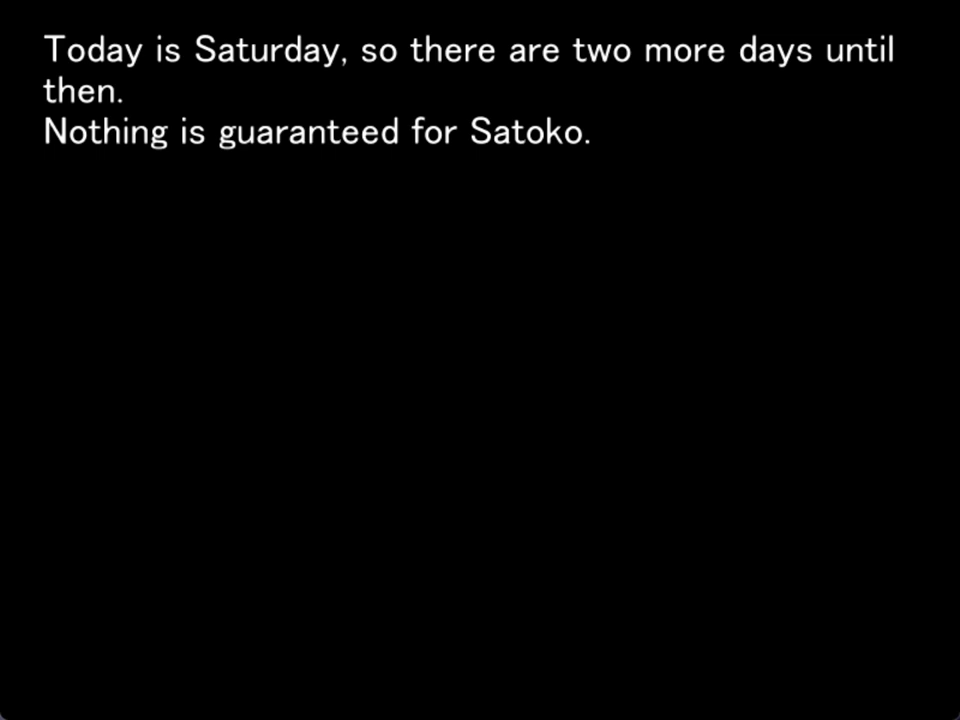 Today is Saturday, so there are two more days until
then.
Nothing is guaranteed for Satoko.